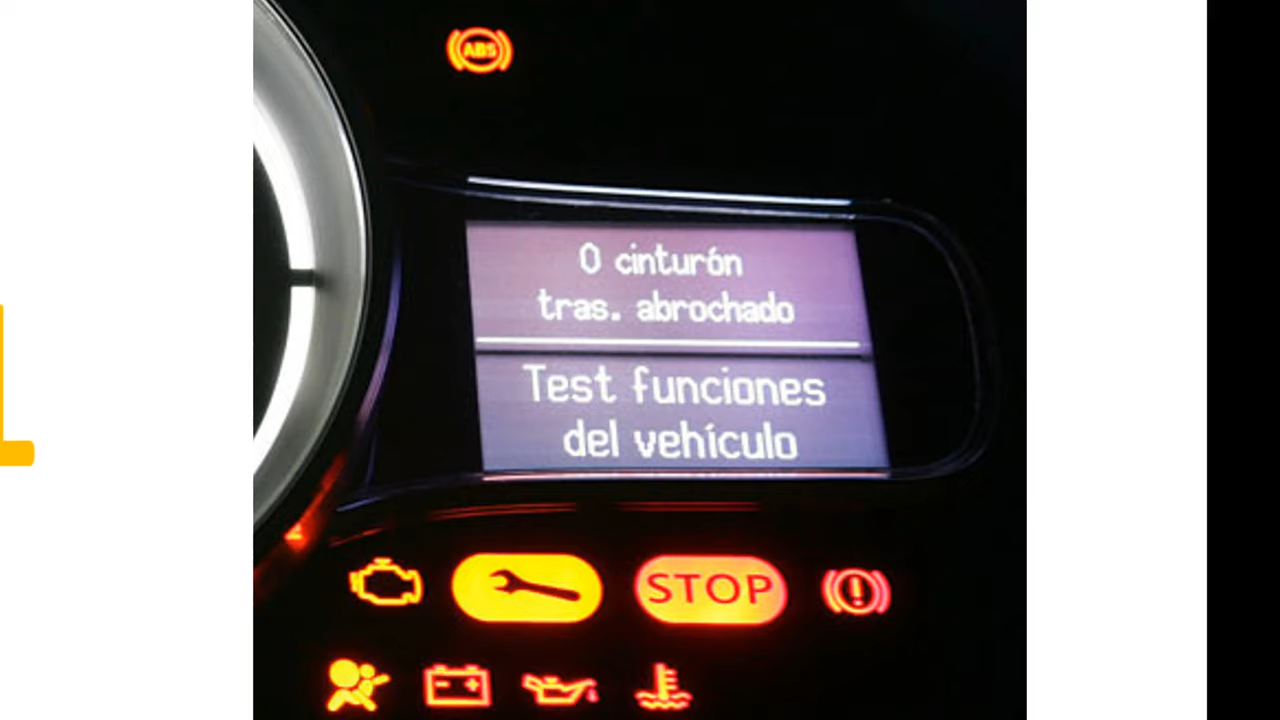 ABS
0 cinturón
tras. abrochado
Test funciones
del vehículo
STOP